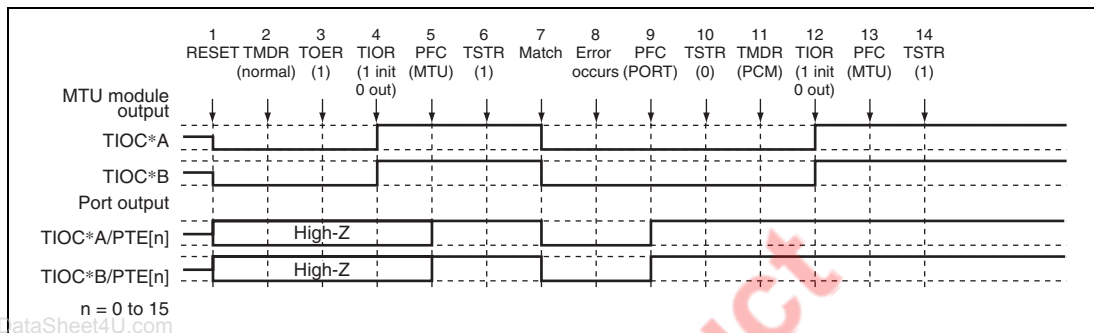 1 2 3 4 5 6 7 8 9 10 11 12 13 14
RESET TMDR TOER TIOR PFC TSTR Match Error PFC TSTR TMDR TIOR PFC TSTR
(normal) (1) (1 init (MTU) (1) occurs (PORT) (0) (PCM) (1 init (MTU) (1)
0 out) 0 out)
MTU module
output
TIOC*A
TIOC*B
Port output
TIOC*A/PTE[n] High-Z
TIOC*B/PTE[n] High-Z
n = 0 to 15
DataSheet4U.com
uct